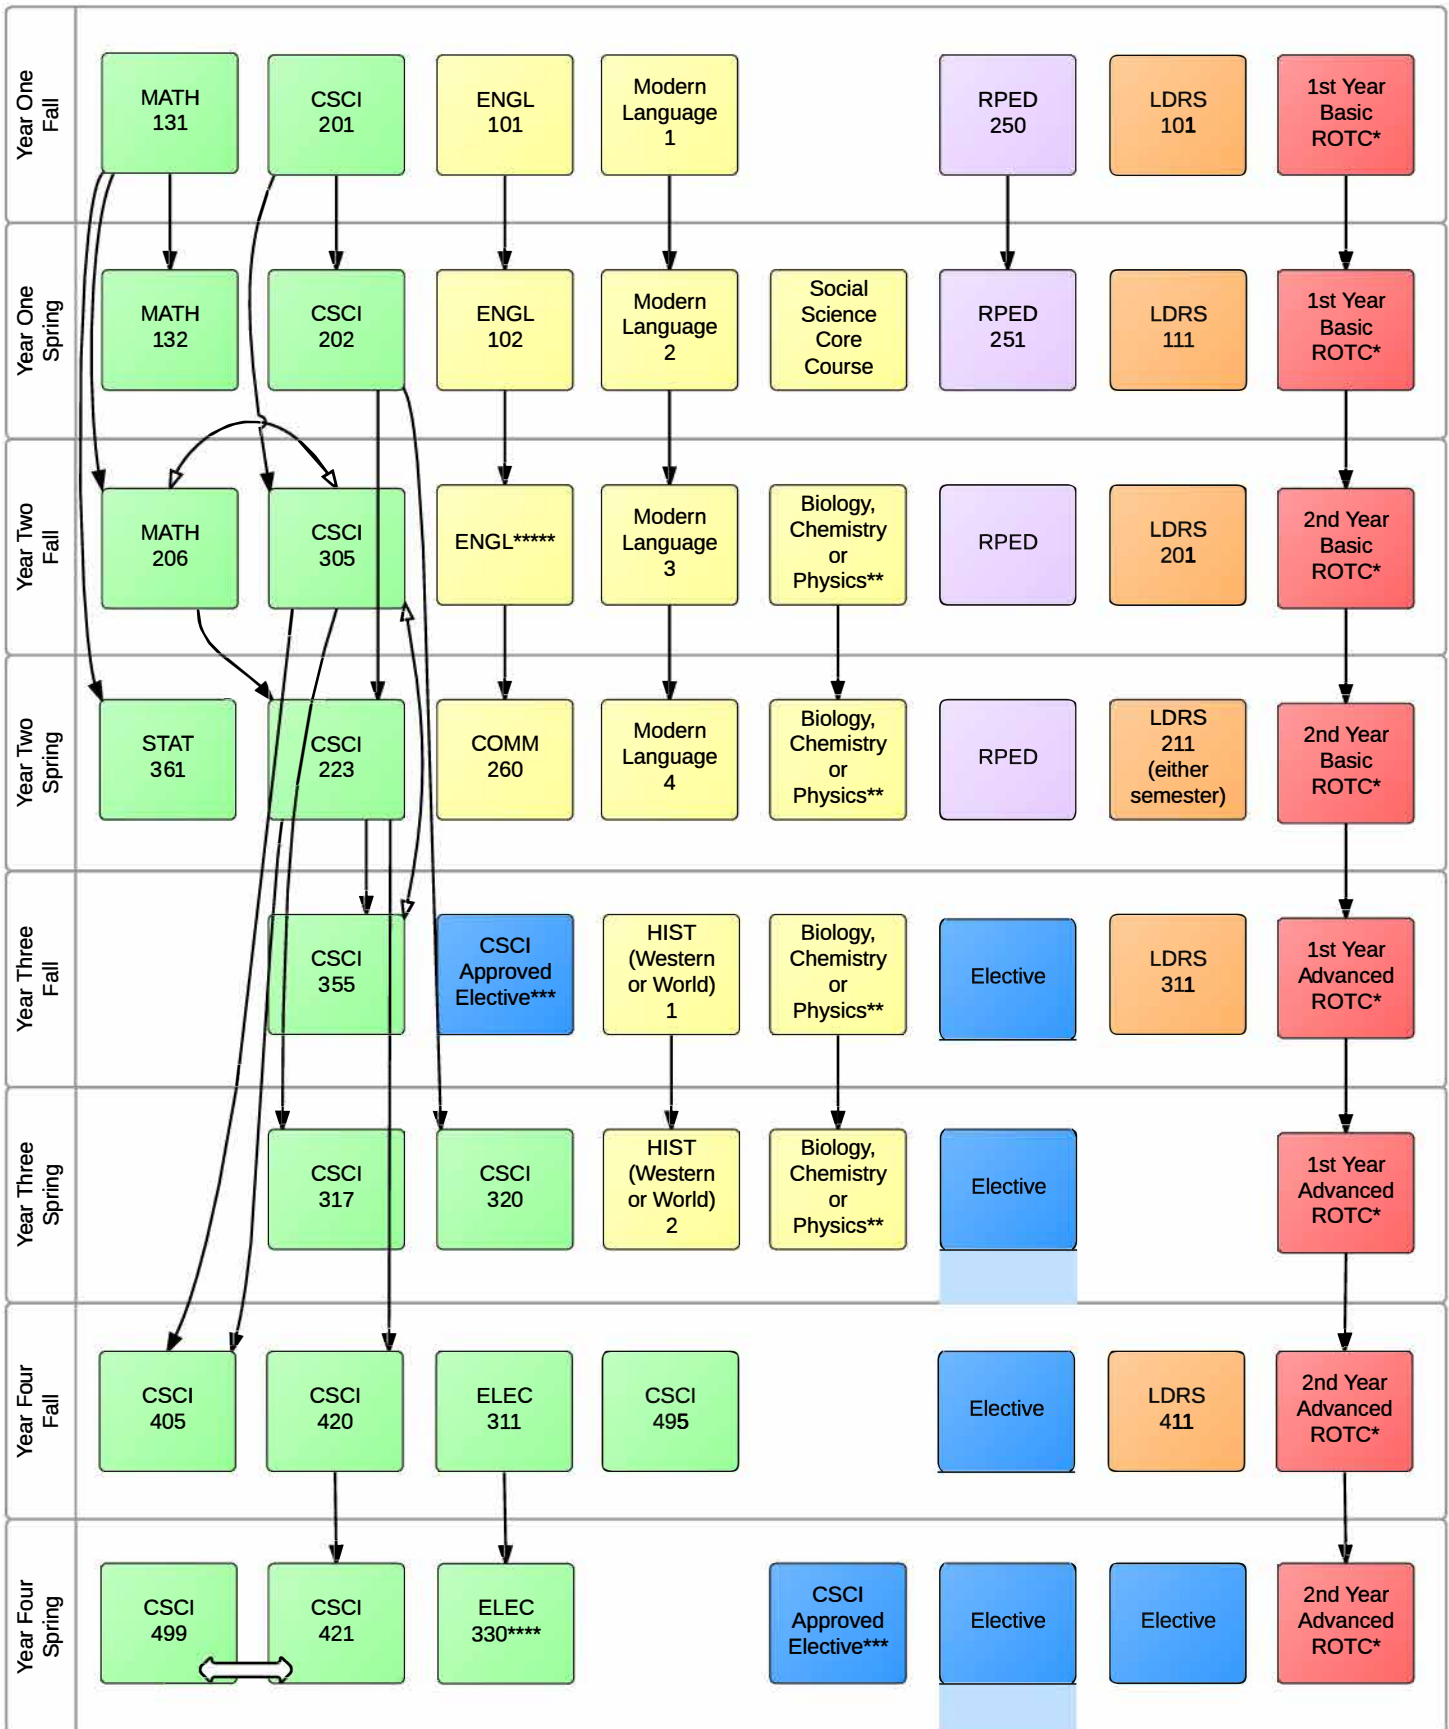 Year One
Fall
MATH
131
CSCI
201
ENGL
101
Modern
Language
1
RPED
250
LDRS
101
1st Year
Basic
ROTC*
Year One
Spring
MATH
132
CSCI
202
ENGL
102
Modern
Language
2
Social
Science
Core
Course
RPED
251
LDRS
111
1st Year
Basic
ROTC*
Year Two
Fall
MATH
206
CSCI
305
ENGL*****
Modern
Language
3
Biology,
Chemistry
or
Physics**
RPED
LDRS
201
2nd Year
Basic
ROTC*
Year Two
Spring
STAT
361
CSCI
223
COMM
260
Modern
Language
4
Biology,
Chemistry
or
Physics**
RPED
LDRS
211
(either
semester)
2nd Year
Basic
ROTC*
Year Three
Fall
CSCI
355
CSCI
Approved
Elective***
HIST
(Western
or World)
1
Biology,
Chemistry
or
Physics**
Elective
LDRS
311
1st Year
Advanced
ROTC*
Year Three
Spring
CSCI
317
CSCI
320
HIST
(Western
or World)
2
Biology,
Chemistry
or
Physics**
Elective
1st Year
Advanced
ROTC*
Year Four
Fall
CSCI
405
CSCI
420
ELEC
311
CSCI
495
Elective
LDRS
411
2nd Year
Advanced
ROTC*
Year Four
Spring
CSCI
499
CSCI
421
ELEC
330****
CSCI
Approved
Elective***
Elective
Elective
2nd Year
Advanced
ROTC*